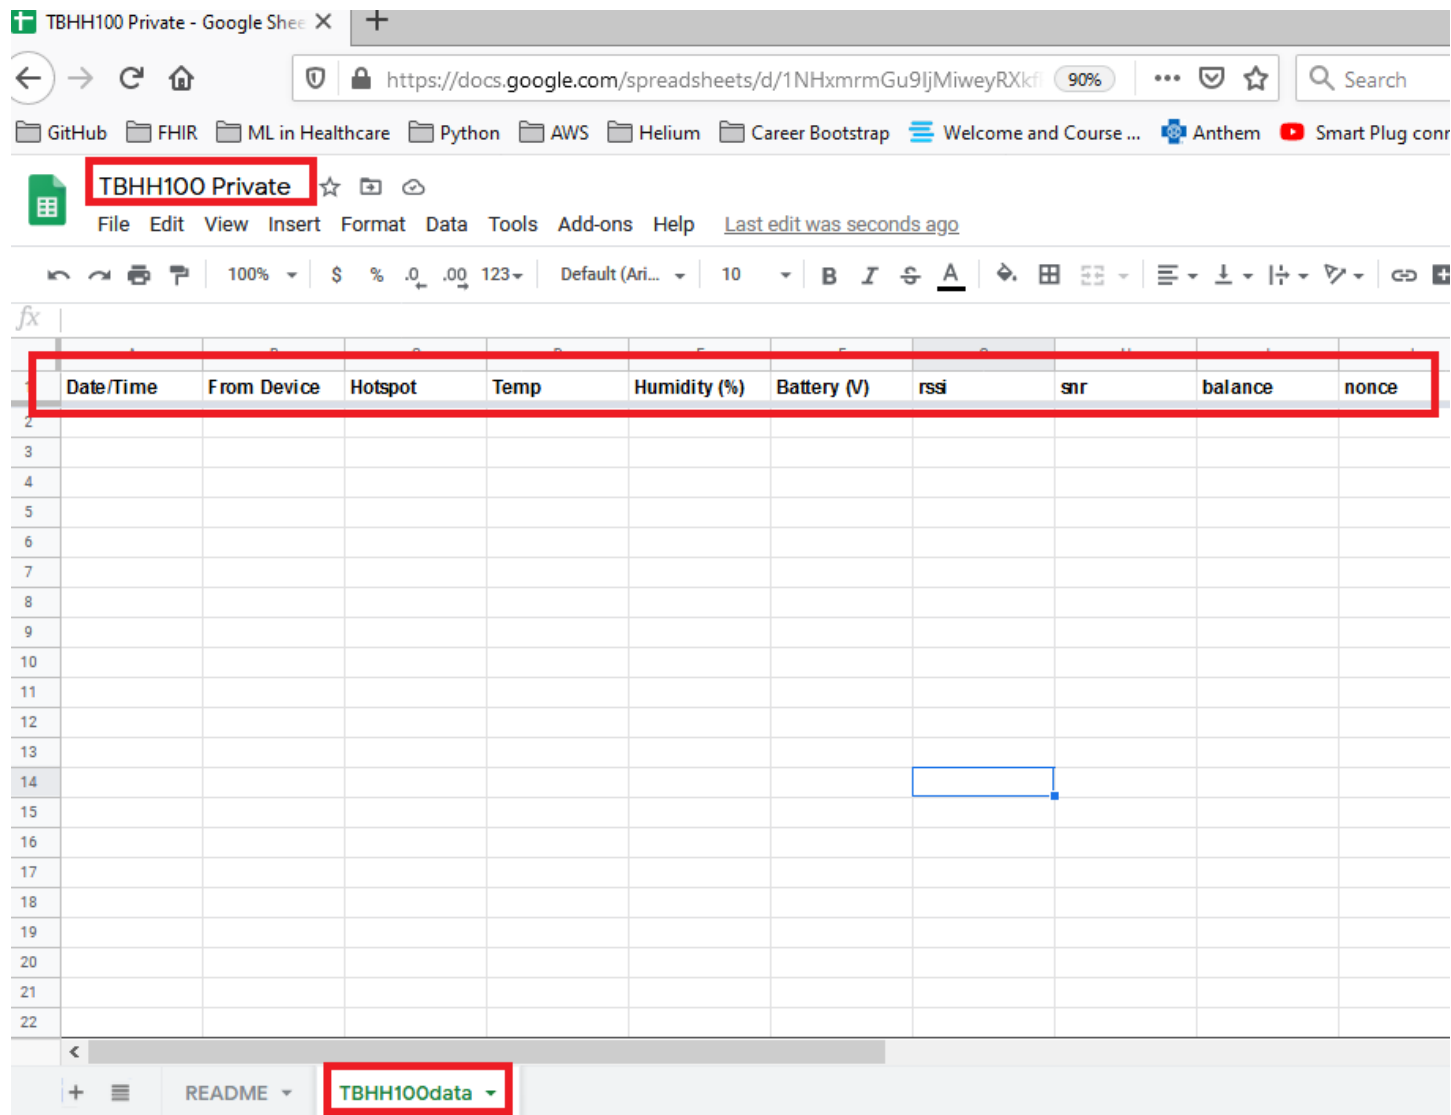 TBHH100 Private - Google Shee
https://docs.google.com/spreadsheets/d/1NHxmrmGu9IjMiweyRXkf 90% Search
GitHub FHIR ML in Healthcare Python AWS Helium Career Bootstrap Welcome and Course ... Anthem Smart Plug conr
TBHH100 Private
File Edit View Insert Format Data Tools Add-ons Help Last edit was seconds ago
100% $ % .0 .00 123 Default (Ari... 10 B I S A
fx
1 Date/Time From Device Hotspot Temp Humidity (%) Battery (V) rssi snr balance nonce
2
3
4
5
6
7
8
9
10
11
12
13
14
15
16
17
18
19
20
21
22
README TBHH100data